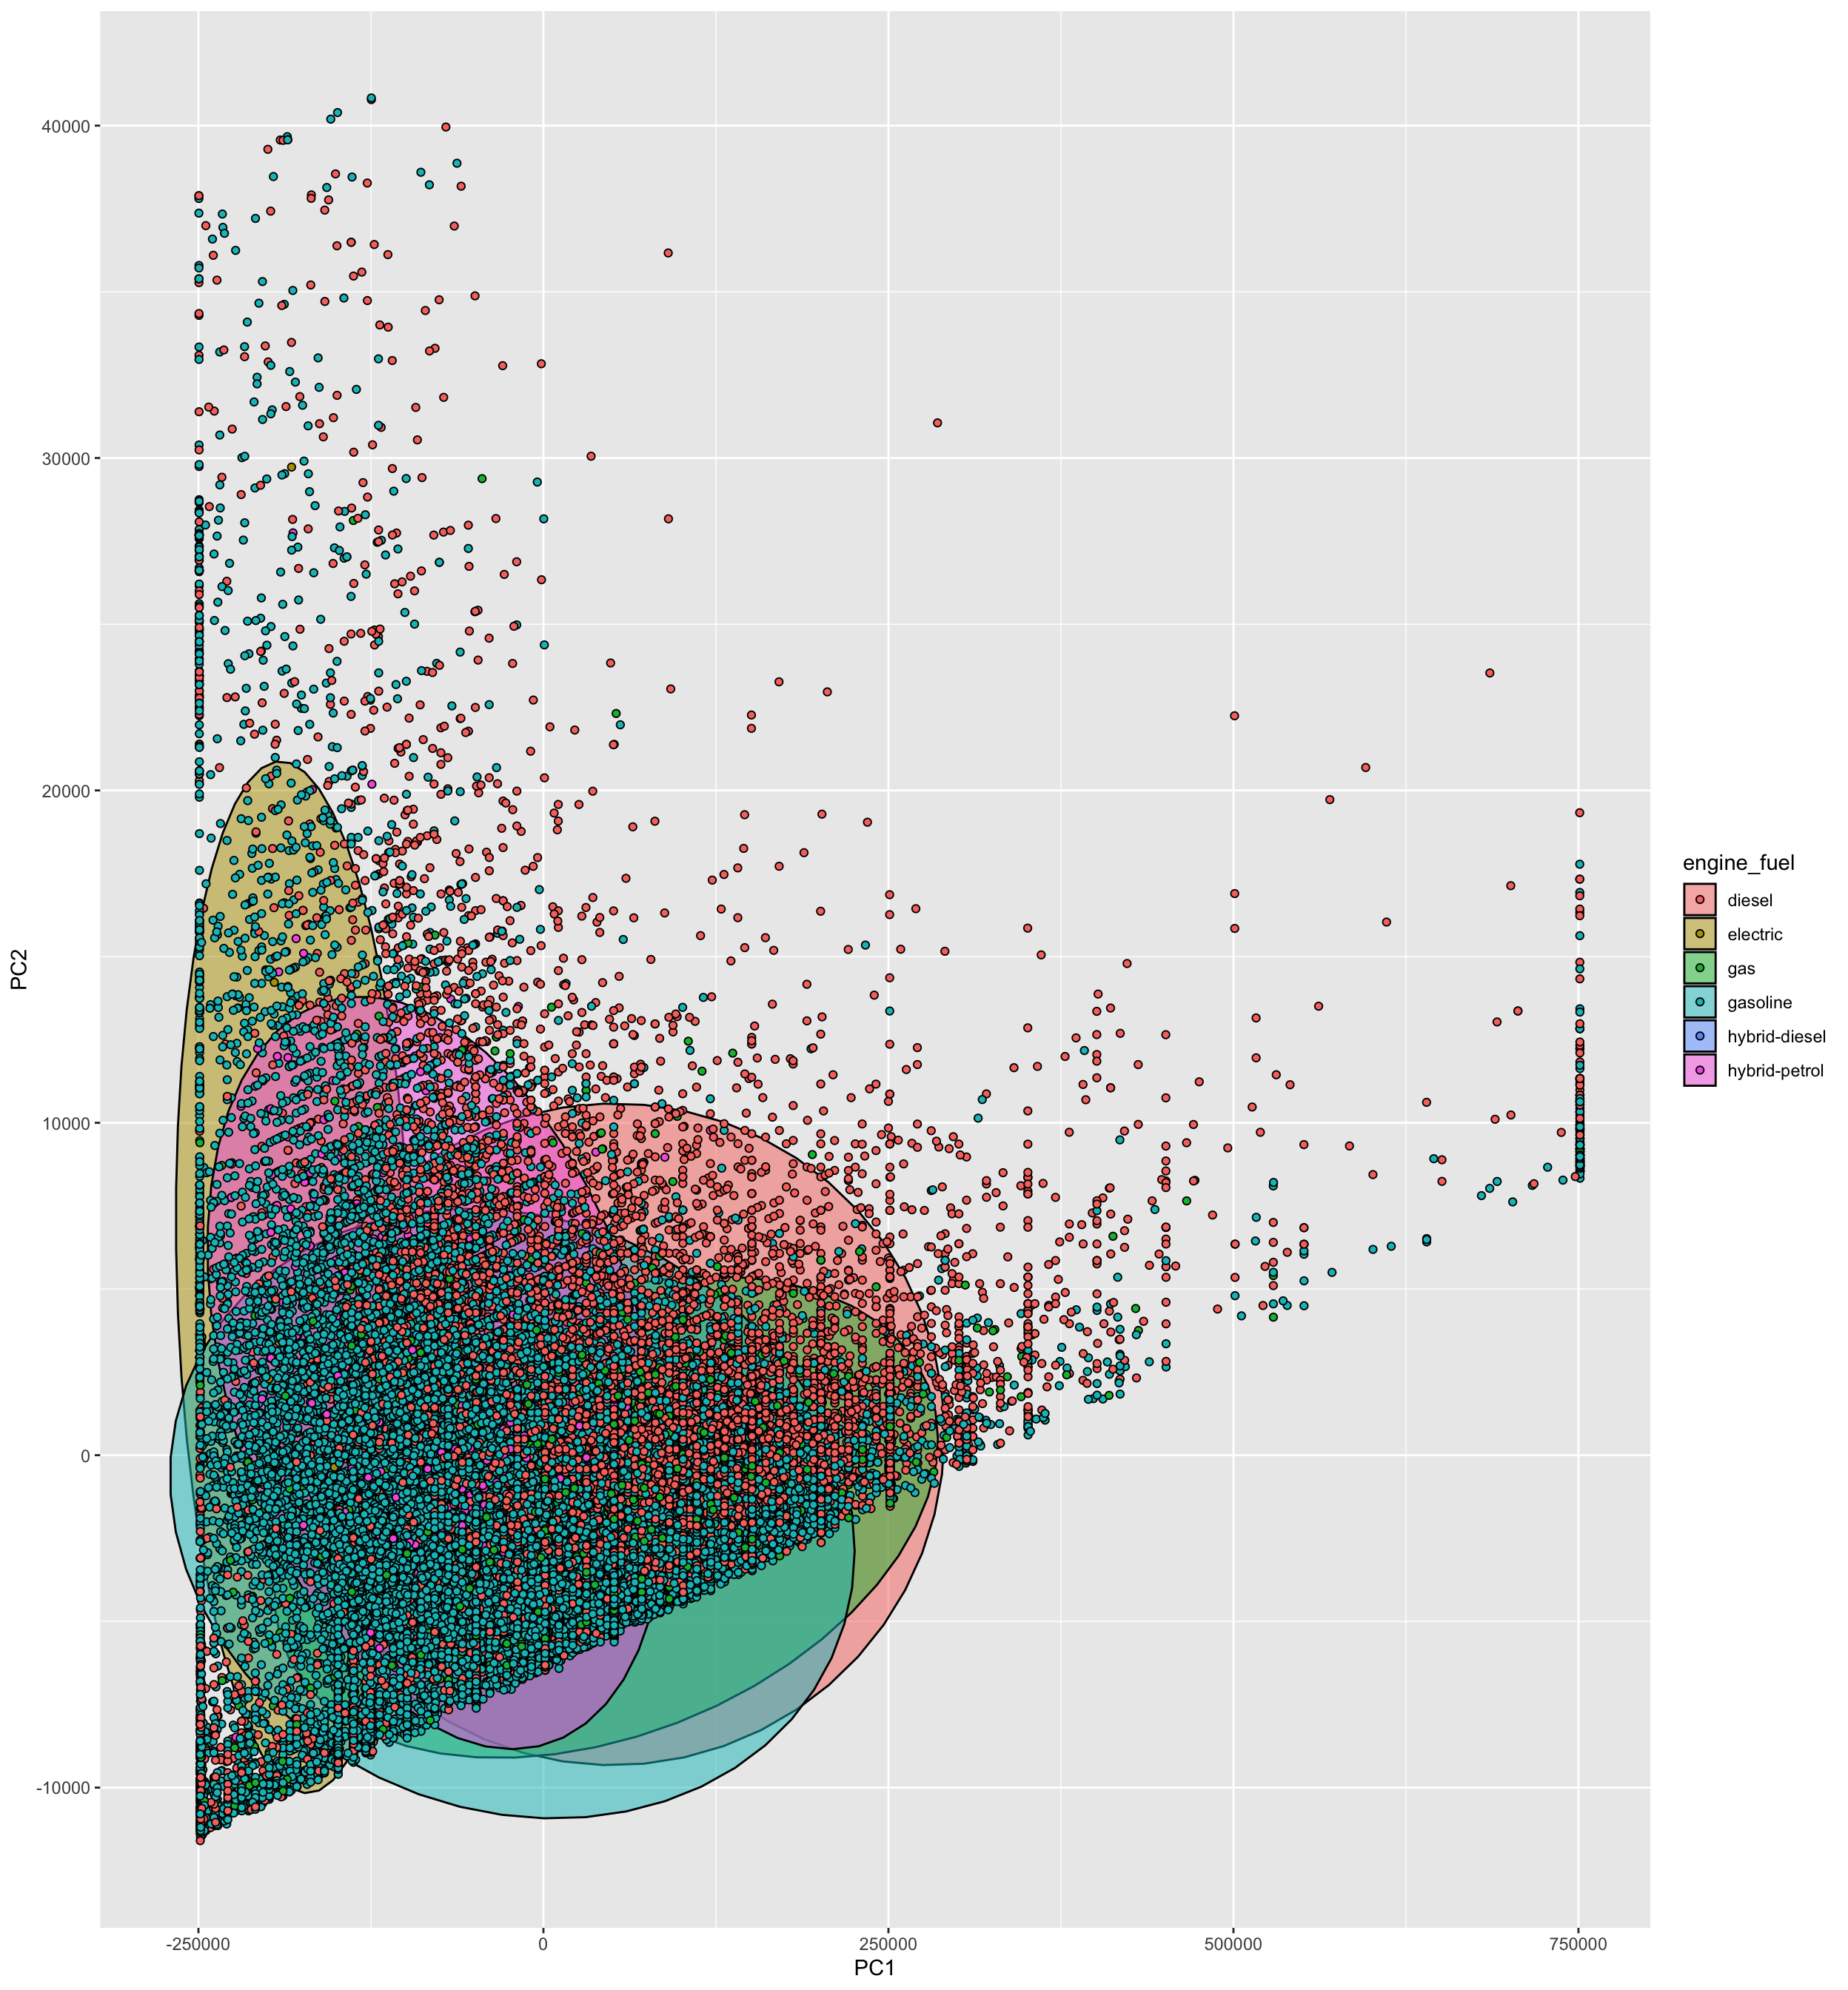 40000
30000
20000
10000
0
-10000
PC2
-250000
0
250000
500000
750000
PC1
engine_fuel
diesel
electric
gas
gasoline
hybrid-diesel
hybrid-petrol